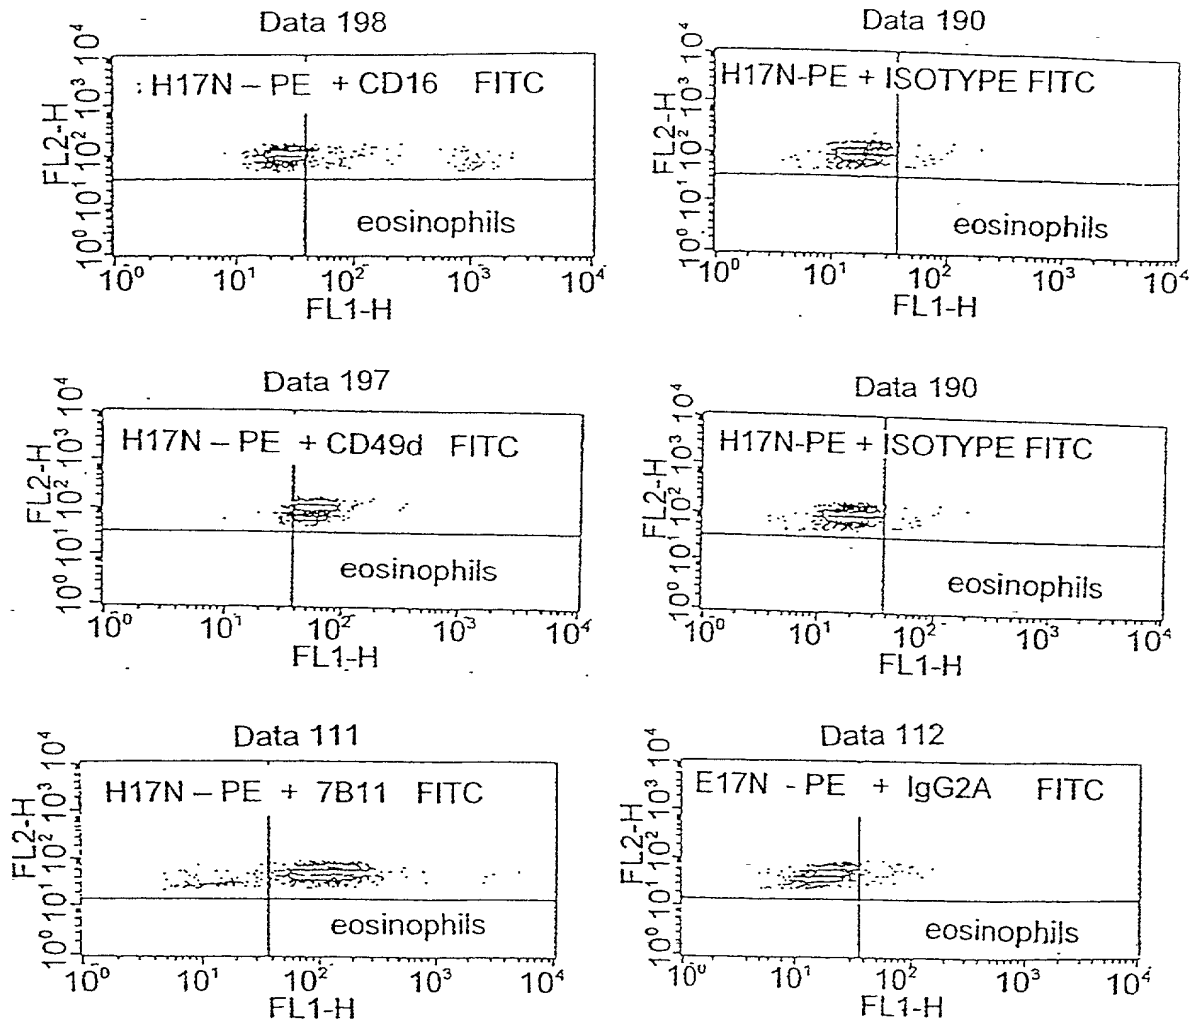 Data 198
H17N – PE + CD16 FITC
eosinophils
FL2-H
10⁰ 10¹ 10² 10³ 10⁴
10⁰ 10¹ 10² 10³ 10⁴
FL1-H
Data 190
H17N-PE + ISOTYPE FITC
eosinophils
FL2-H
10⁰ 10¹ 10² 10³ 10⁴
10⁰ 10¹ 10² 10³ 10⁴
FL1-H
Data 197
H17N – PE + CD49d FITC
eosinophils
FL2-H
10⁰ 10¹ 10² 10³ 10⁴
10⁰ 10¹ 10² 10³ 10⁴
FL1-H
Data 190
H17N-PE + ISOTYPE FITC
eosinophils
FL2-H
10⁰ 10¹ 10² 10³ 10⁴
10⁰ 10¹ 10² 10³ 10⁴
FL1-H
Data 111
H17N – PE + 7B11 FITC
eosinophils
FL2-H
10⁰ 10¹ 10² 10³ 10⁴
10⁰ 10¹ 10² 10³ 10⁴
FL1-H
Data 112
E17N - PE + IgG2A FITC
eosinophils
FL2-H
10⁰ 10¹ 10² 10³ 10⁴
10⁰ 10¹ 10² 10³ 10⁴
FL1-H